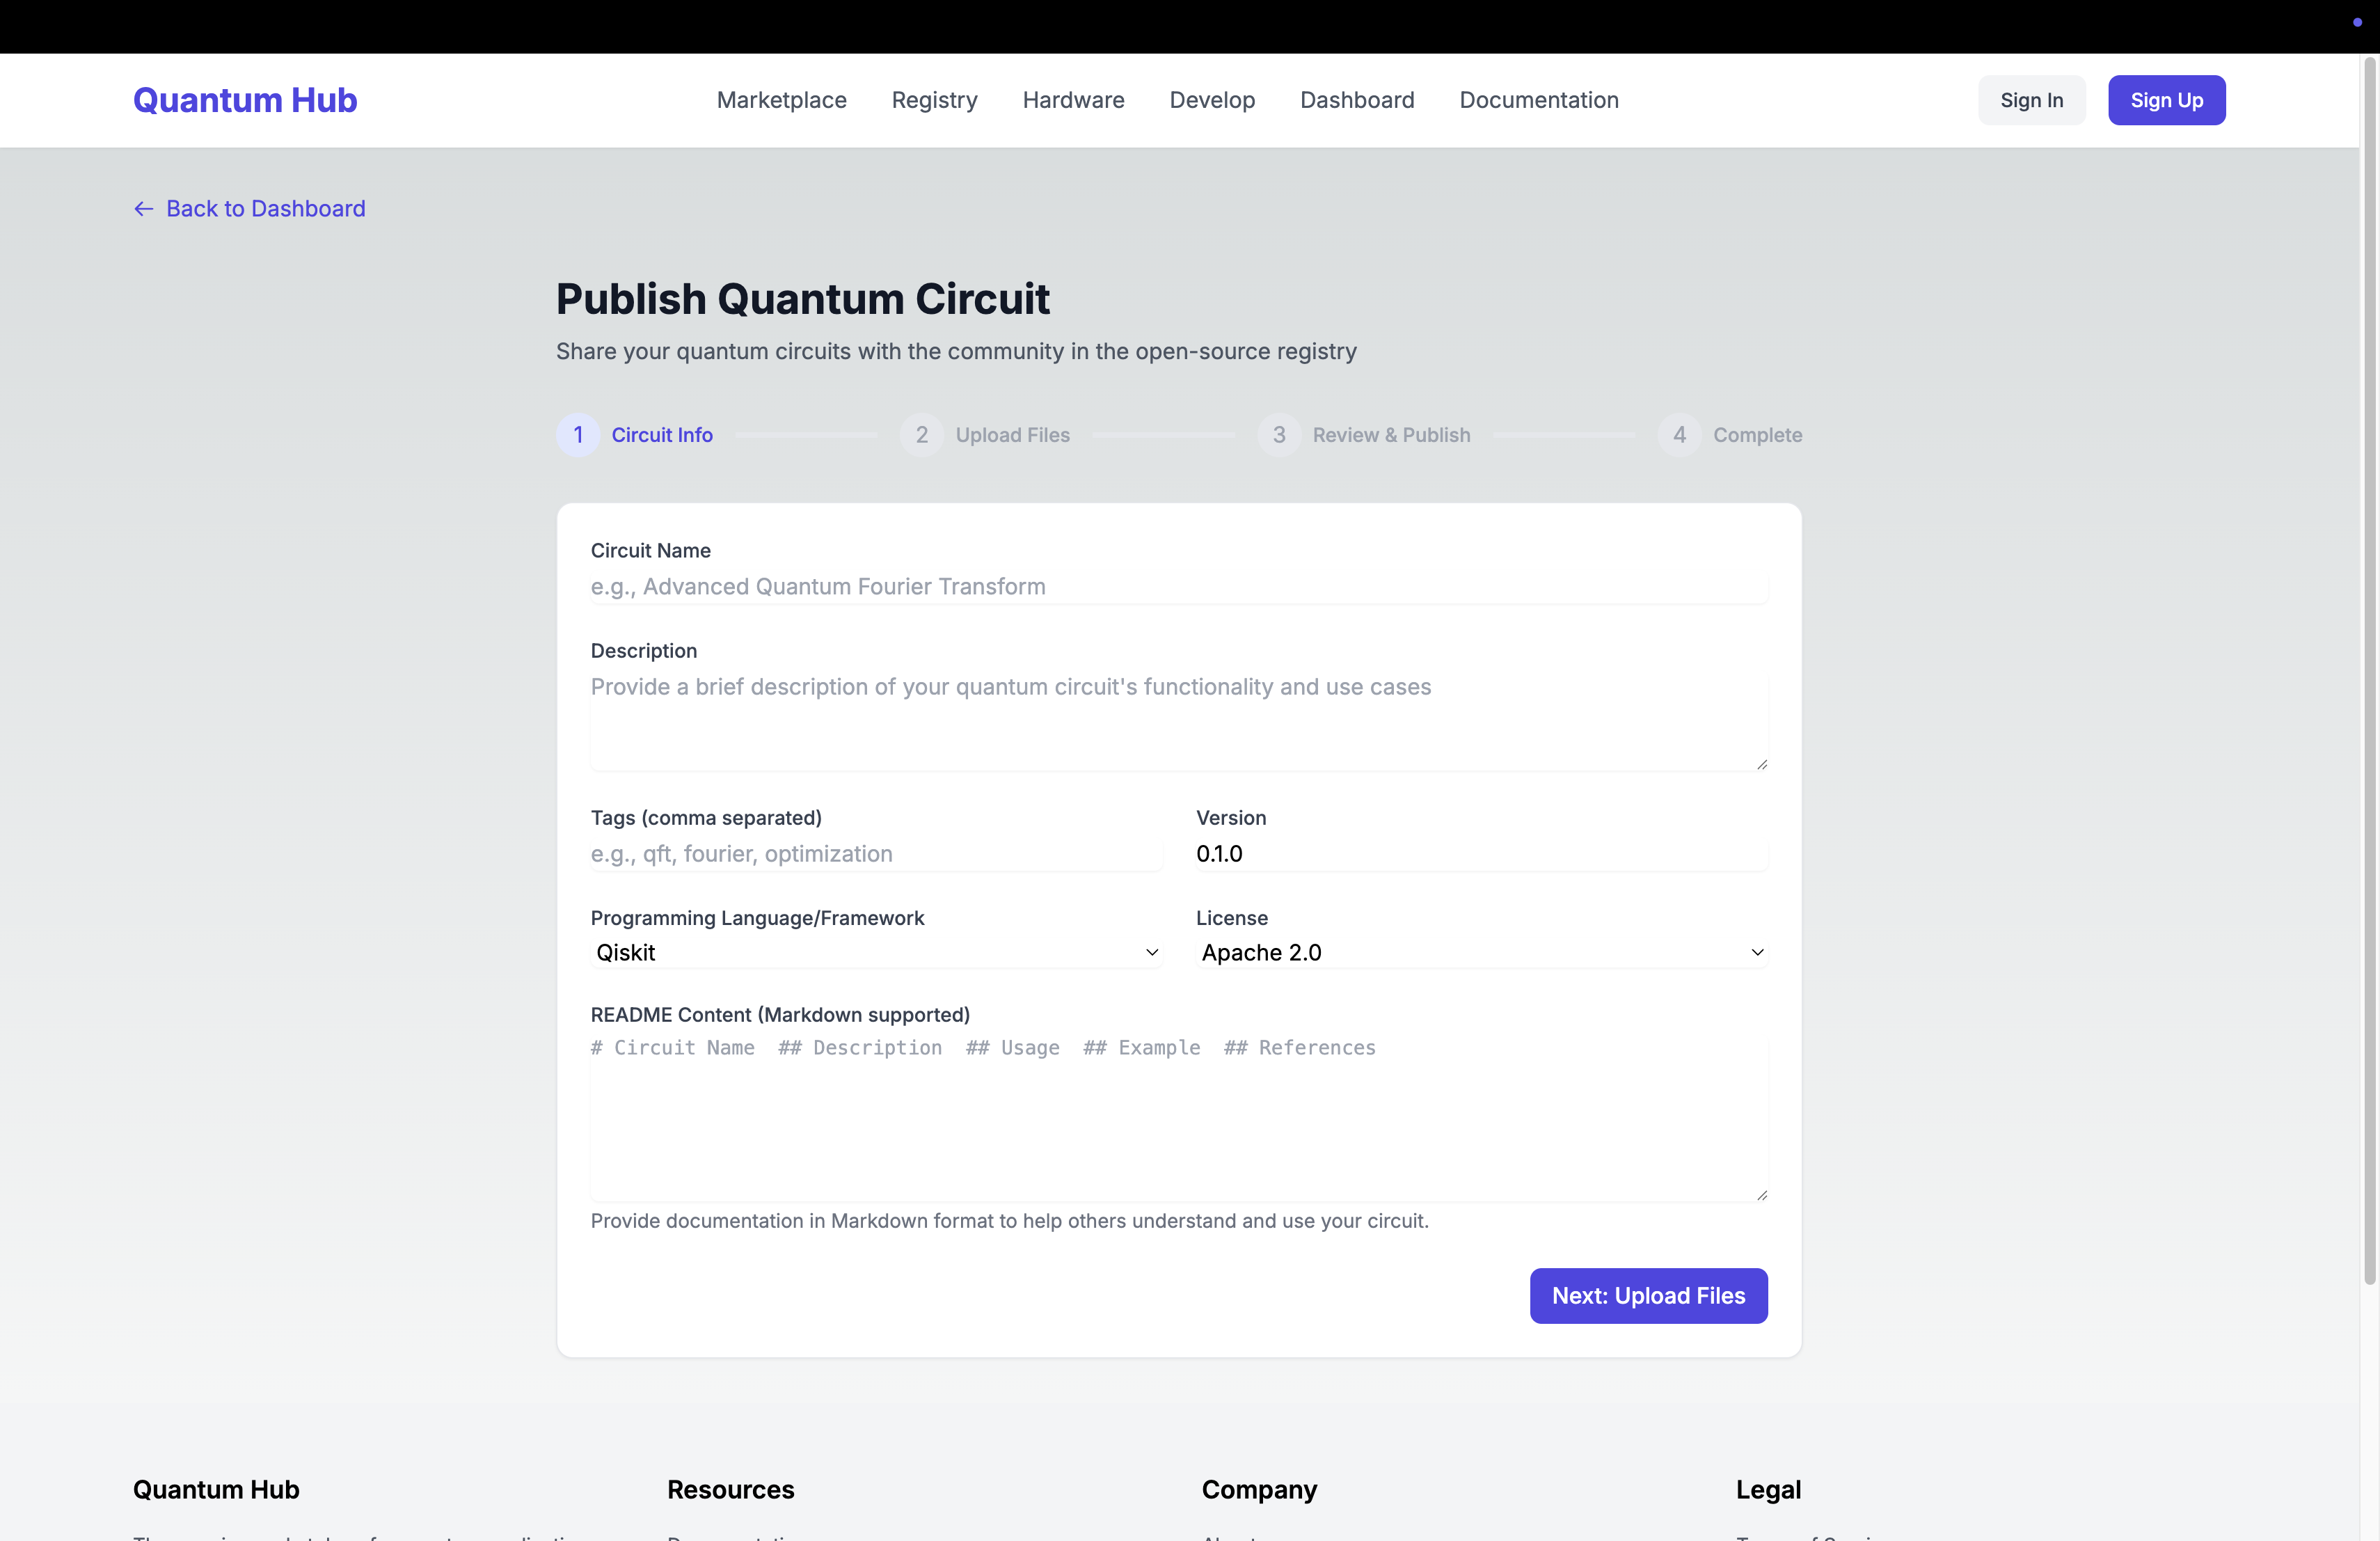 Quantum Hub
Marketplace
Registry
Hardware
Develop
Dashboard
Documentation
Sign In
Sign Up
← Back to Dashboard
Publish Quantum Circuit
Share your quantum circuits with the community in the open-source registry
1 Circuit Info
2 Upload Files
3 Review & Publish
4 Complete
Circuit Name
e.g., Advanced Quantum Fourier Transform
Description
Provide a brief description of your quantum circuit's functionality and use cases
Tags (comma separated)
e.g., qft, fourier, optimization
Version
0.1.0
Programming Language/Framework
Qiskit
License
Apache 2.0
README Content (Markdown supported)
# Circuit Name  ## Description  ## Usage  ## Example  ## References
Provide documentation in Markdown format to help others understand and use your circuit.
Next: Upload Files
Quantum Hub
Resources
Company
Legal